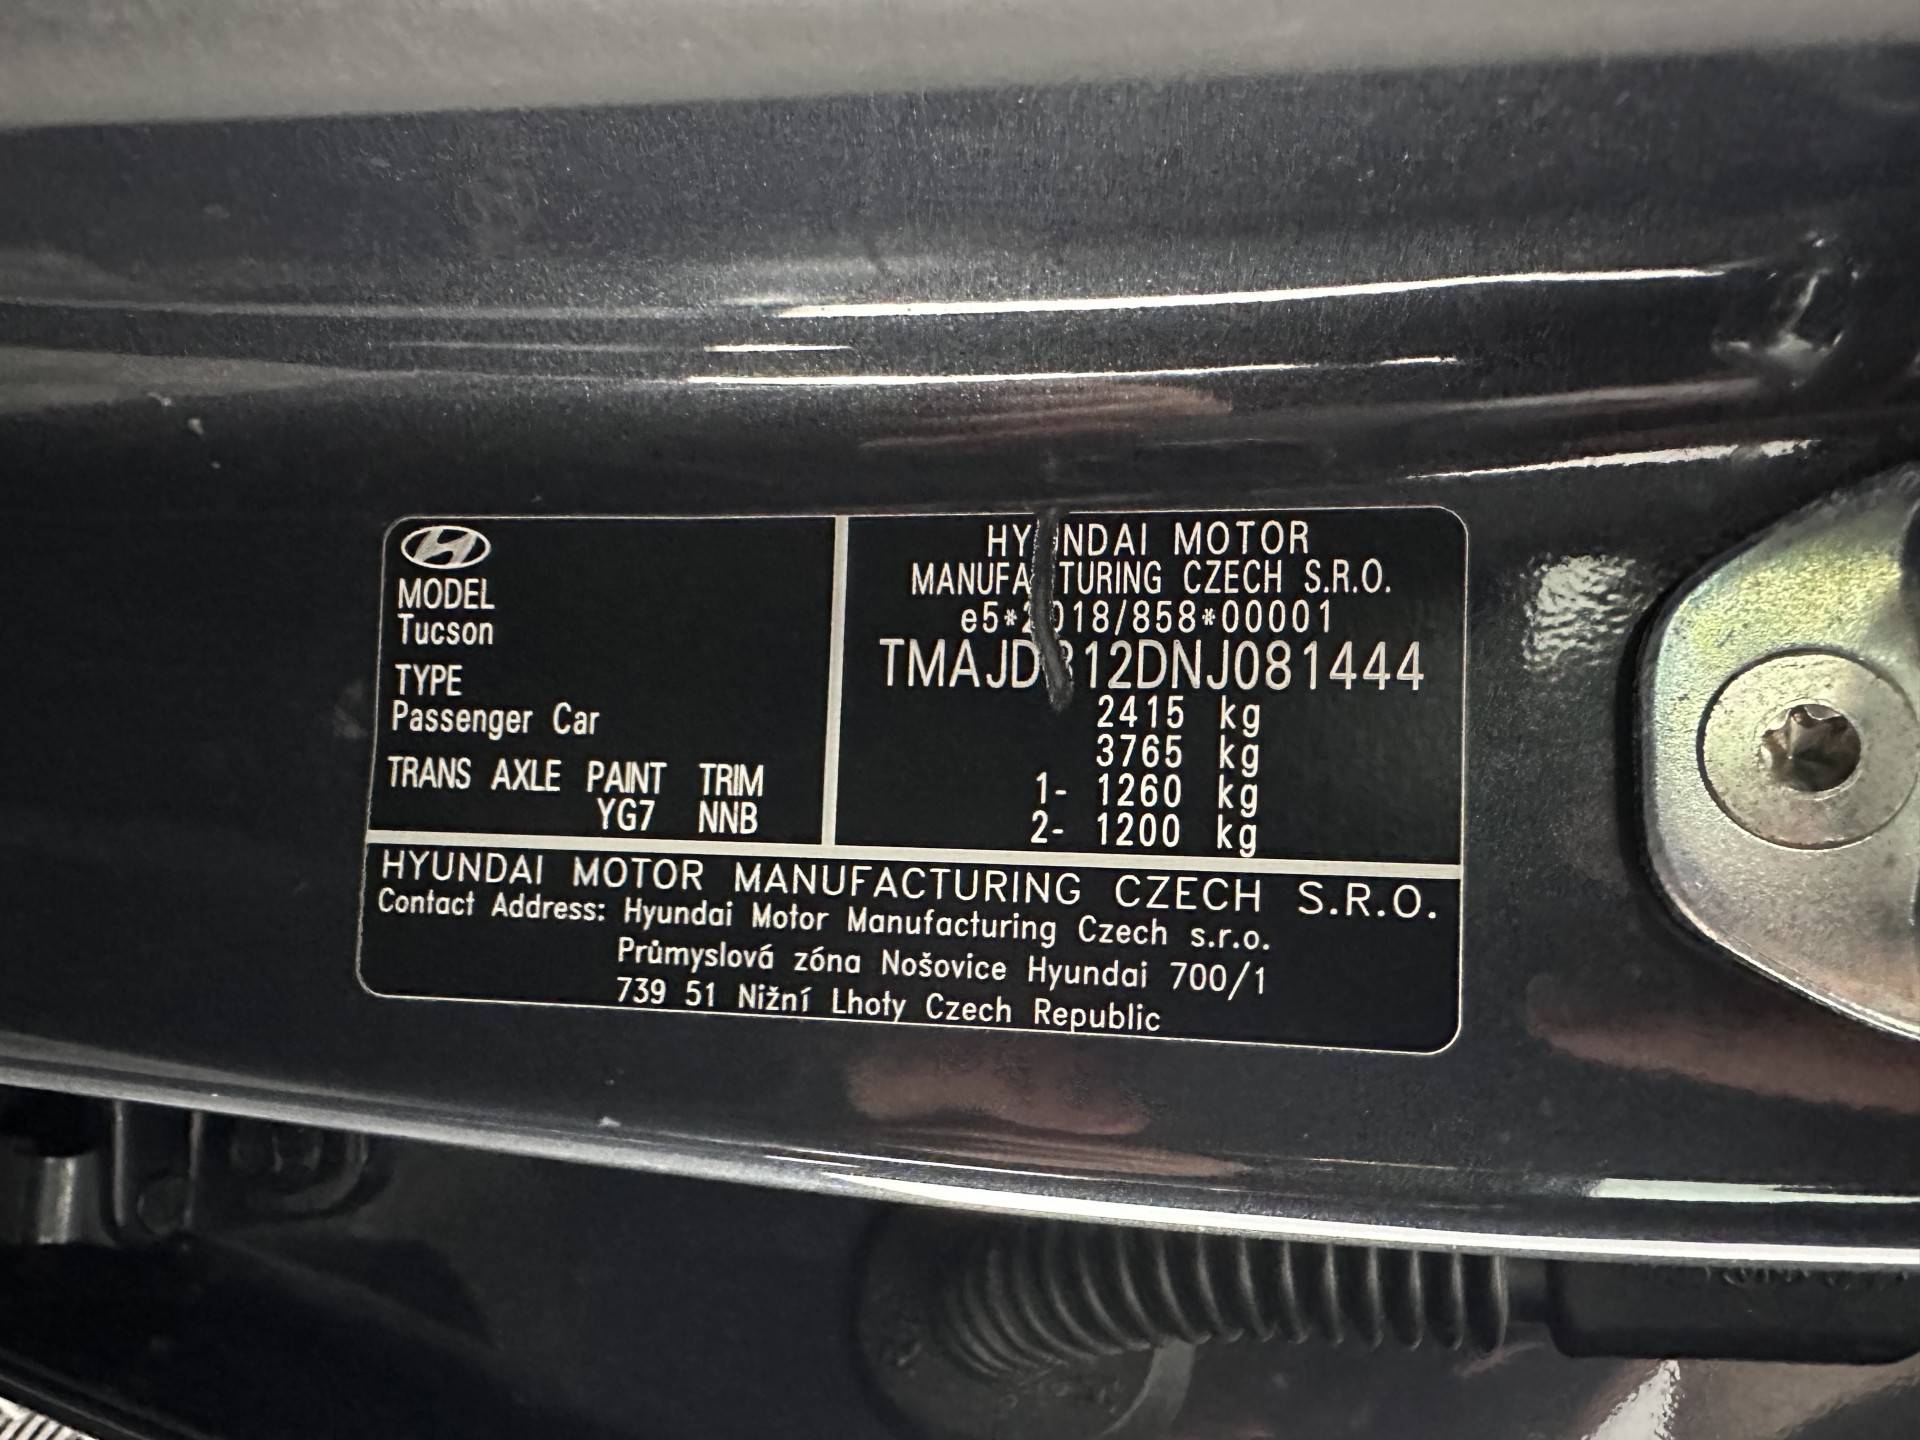 MODEL
Tucson
TYPE
Passenger Car
TRANS AXLE PAINT TRIM
YG7 NNB
HYUNDAI MOTOR
MANUFACTURING CZECH S.R.O.
e5*2018/858*00001
2415 kg
3765 kg
1- 1260 kg
2- 1200 kg
HYUNDAI MOTOR MANUFACTURING CZECH S.R.O.
Contact Address: Hyundai Motor Manufacturing Czech s.r.o.
Průmyslová zóna Nošovice Hyundai 700/1
739 51 Nižní Lhoty Czech Republic